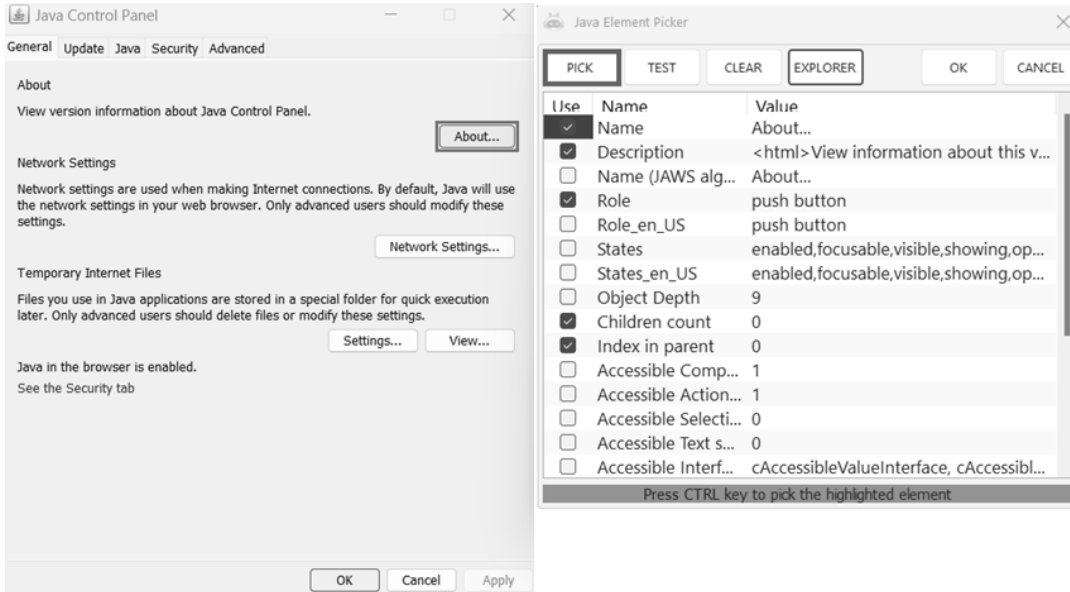 Java Control Panel
General Update Java Security Advanced
About
View version information about Java Control Panel.
About...
Network Settings
Network settings are used when making Internet connections. By default, Java will use
the network settings in your web browser. Only advanced users should modify these
settings.
Network Settings...
Temporary Internet Files
Files you use in Java applications are stored in a special folder for quick execution
later. Only advanced users should delete files or modify these settings.
Settings... View...
Java in the browser is enabled.
See the Security tab
OK Cancel Apply
Java Element Picker
PICK TEST CLEAR EXPLORER OK CANCEL
Use Name Value
Name About...
Description <html>View information about this v...
Name (JAWS alg... About...
Role push button
Role_en_US push button
States enabled,focusable,visible,showing,op...
States_en_US enabled,focusable,visible,showing,op...
Object Depth 9
Children count 0
Index in parent 0
Accessible Comp... 1
Accessible Action... 1
Accessible Selecti... 0
Accessible Text s... 0
Accessible Interf... cAccessibleValueInterface, cAccessibl...
Press CTRL key to pick the highlighted element